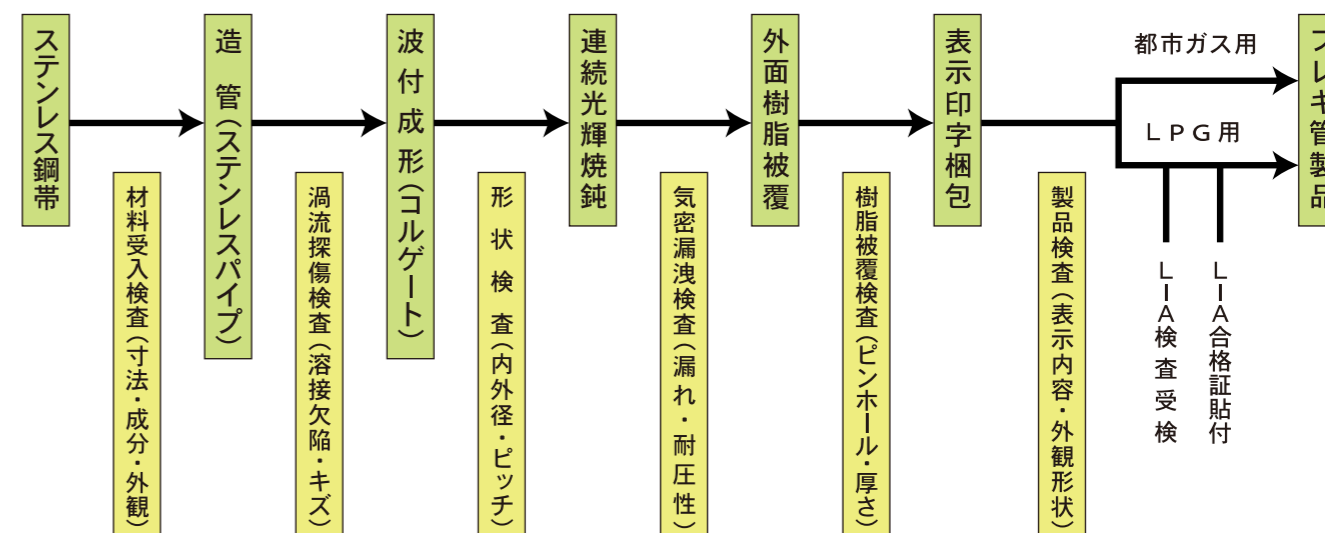 ステンレス鋼帯
材料受入検査(寸法・成分・外観)
造管(ステンレスパイプ)
渦流探傷検査(溶接欠陥・キズ)
波付成形(コルゲート)
形状検査(内外径・ピッチ)
連続光輝焼鈍
気密漏洩検査(漏れ・耐圧性)
外面樹脂被覆
樹脂被覆検査(ピンホール・厚さ)
表示印字梱包
製品検査(表示内容・外観形状)
都市ガス用
LPG用
LIA検査受検
LIA合格証貼付
フレキ管製品